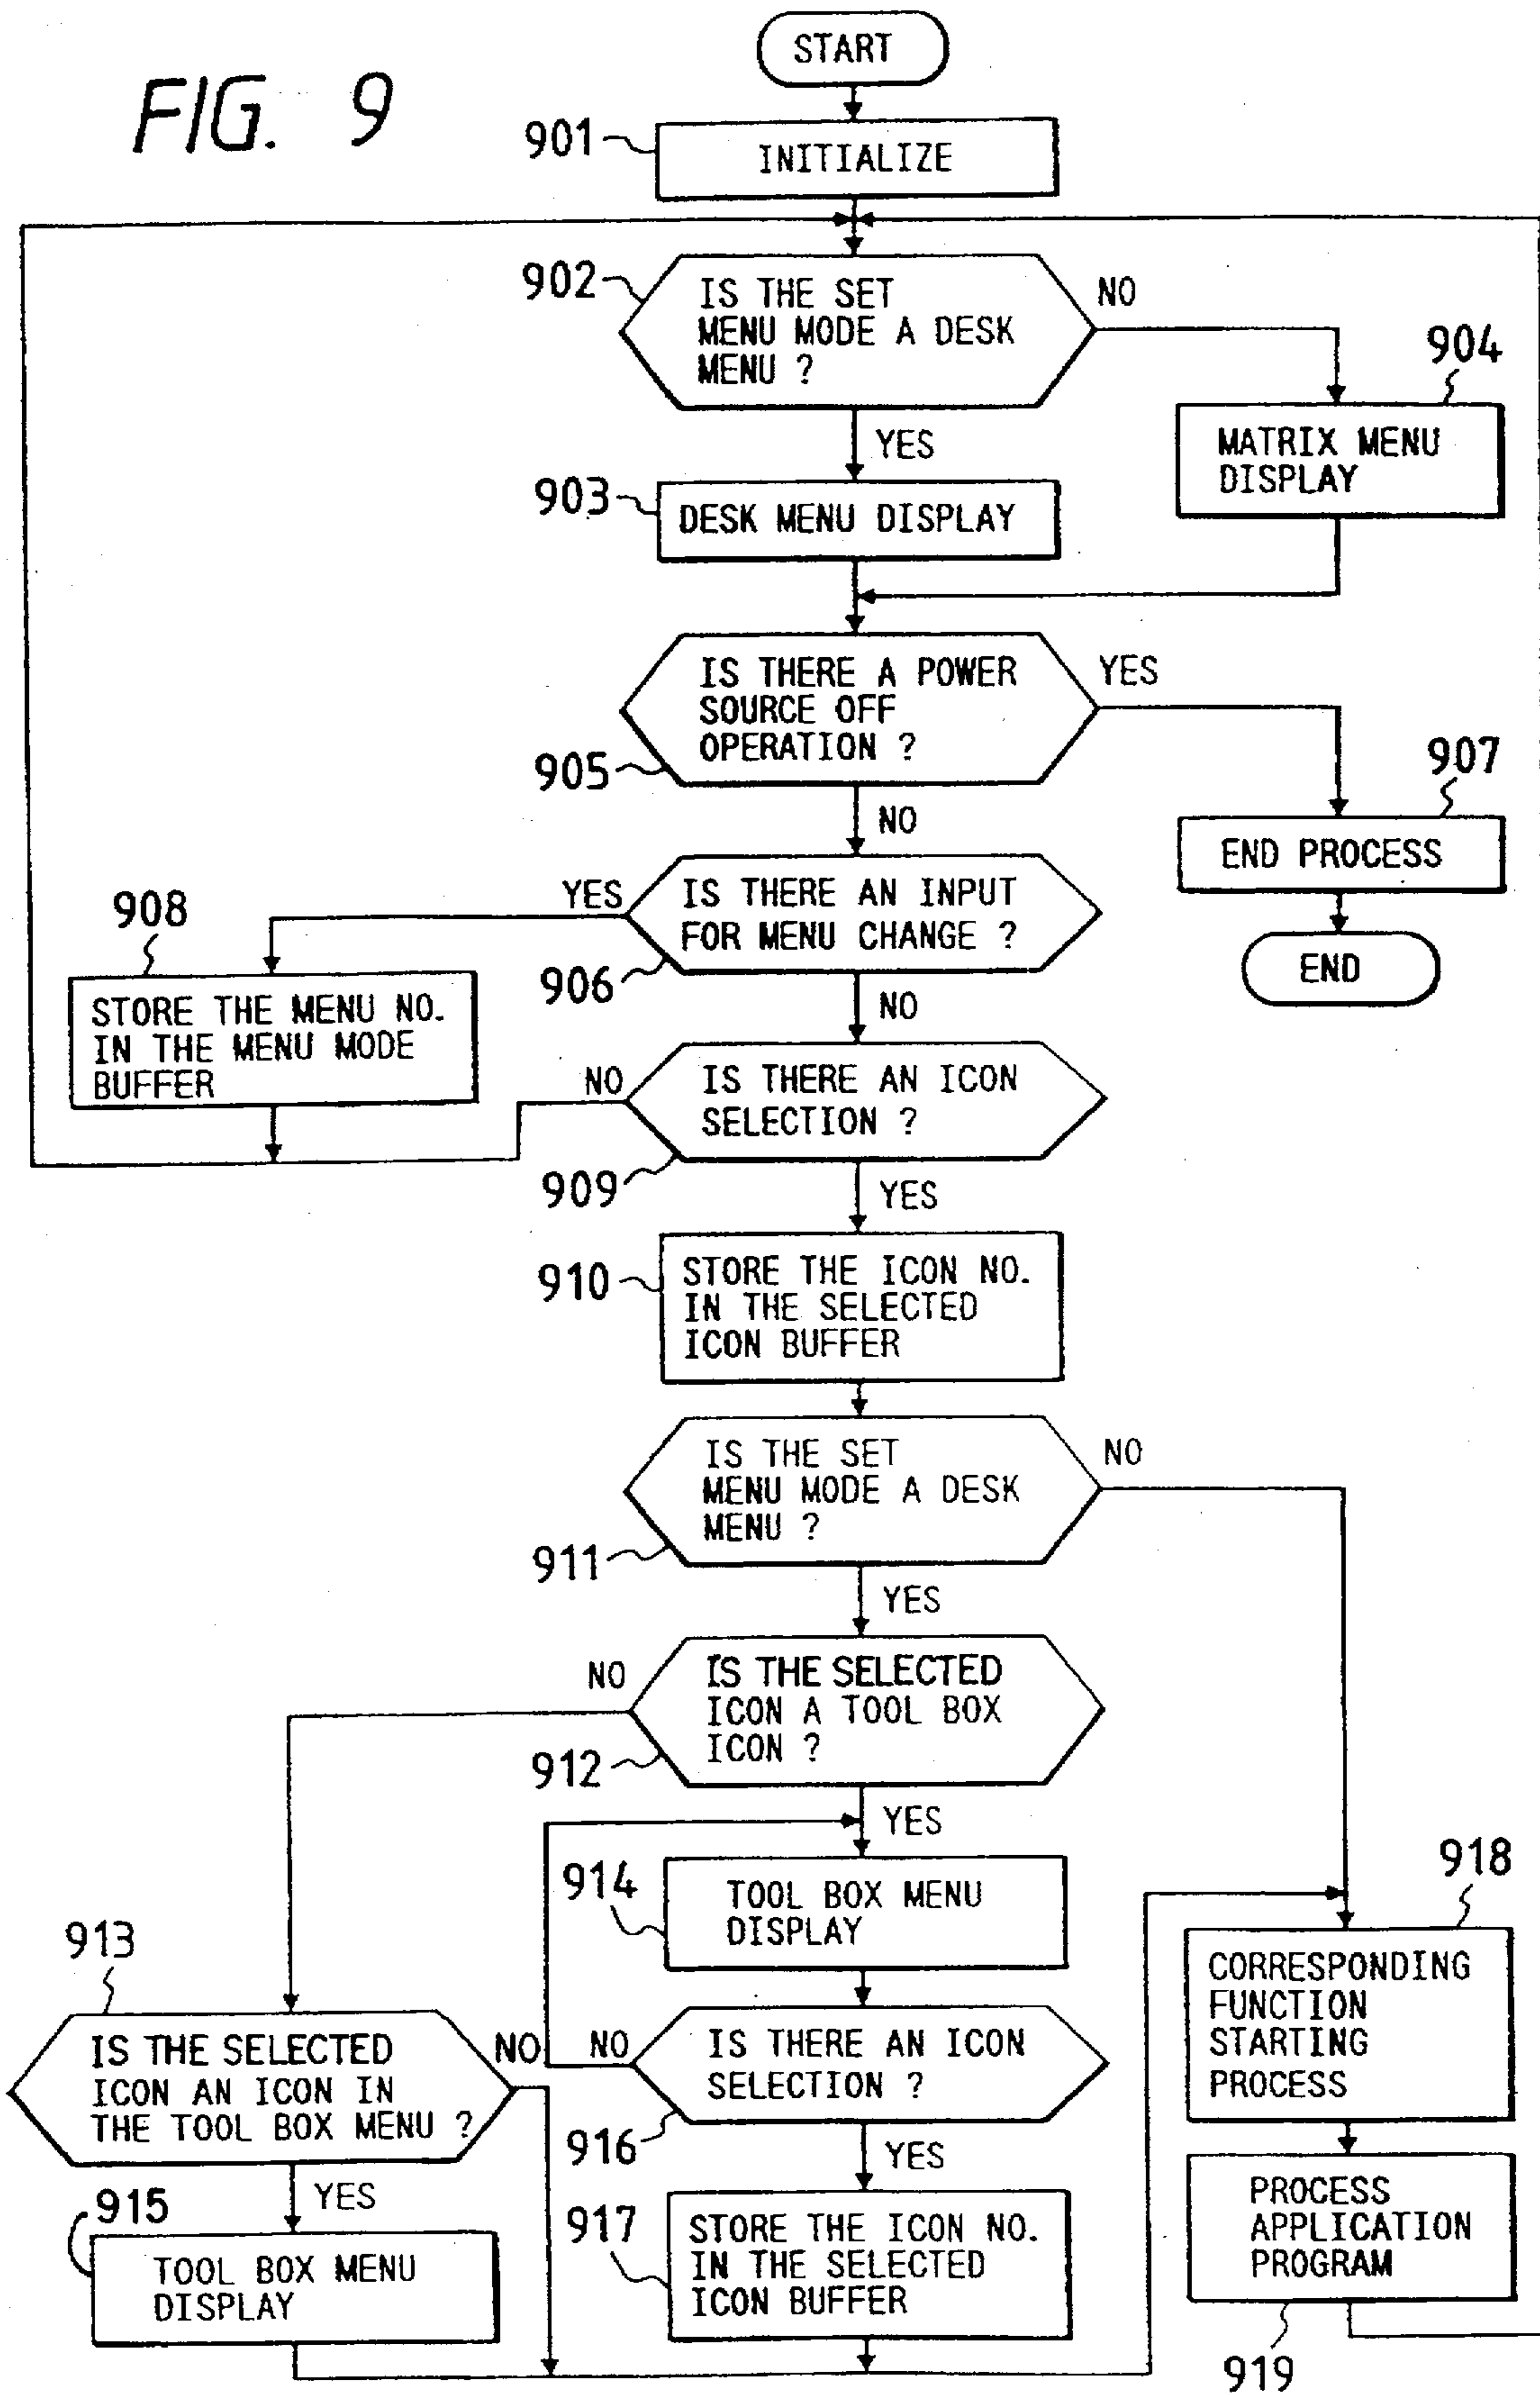 FIG. 9
START
901
INITIALIZE
902
IS THE SET
MENU MODE A DESK
MENU ?
NO
904
MATRIX MENU
DISPLAY
YES
903
DESK MENU DISPLAY
IS THERE A POWER
SOURCE OFF
OPERATION ?
YES
905
907
NO
END PROCESS
END
YES
IS THERE AN INPUT
FOR MENU CHANGE ?
906
908
STORE THE MENU NO.
IN THE MENU MODE
BUFFER
NO
NO
IS THERE AN ICON
SELECTION ?
909
YES
910
STORE THE ICON NO.
IN THE SELECTED
ICON BUFFER
IS THE SET
MENU MODE A DESK
MENU ?
NO
911
YES
NO
IS THE SELECTED
ICON A TOOL BOX
ICON ?
912
YES
914
TOOL BOX MENU
DISPLAY
918
CORRESPONDING
FUNCTION
STARTING
PROCESS
913
IS THE SELECTED
ICON AN ICON IN
THE TOOL BOX MENU ?
NO
NO
IS THERE AN ICON
SELECTION ?
916
YES
YES
915
TOOL BOX MENU
DISPLAY
917
STORE THE ICON NO.
IN THE SELECTED
ICON BUFFER
PROCESS
APPLICATION
PROGRAM
919